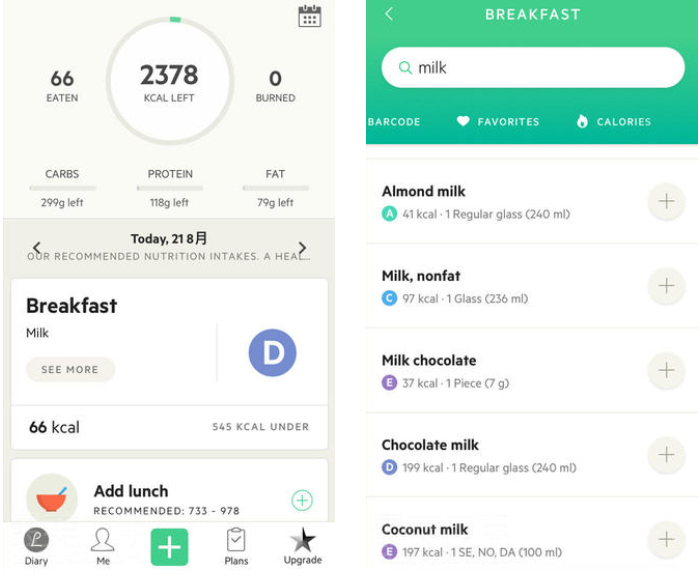 66
EATEN
2378
KCAL LEFT
0
BURNED
CARBS
299g left
PROTEIN
118g left
FAT
79g left
Today, 21 8月
OUR RECOMMENDED NUTRITION INTAKES. A HEAL...
Breakfast
Milk
SEE MORE
D
66 kcal
545 KCAL UNDER
Add lunch
RECOMMENDED: 733 - 978
L
Diary
Me
Plans
Upgrade
BREAKFAST
milk
BARCODE
FAVORITES
CALORIES
Almond milk
A 41 kcal · 1 Regular glass (240 ml)
Milk, nonfat
C 97 kcal · 1 Glass (236 ml)
Milk chocolate
E 37 kcal · 1 Piece (7 g)
Chocolate milk
D 199 kcal · 1 Regular glass (240 ml)
Coconut milk
E 197 kcal · 1 SE, NO, DA (100 ml)